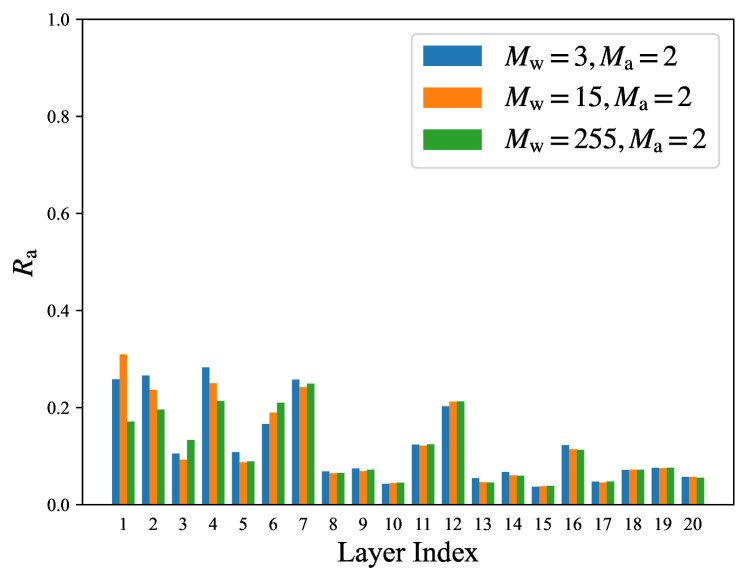 1.0
0.8
0.6
0.4
0.2
0.0
R_a
M_w = 3, M_a = 2
M_w = 15, M_a = 2
M_w = 255, M_a = 2
1 2 3 4 5 6 7 8 9 10 11 12 13 14 15 16 17 18 19 20
Layer Index